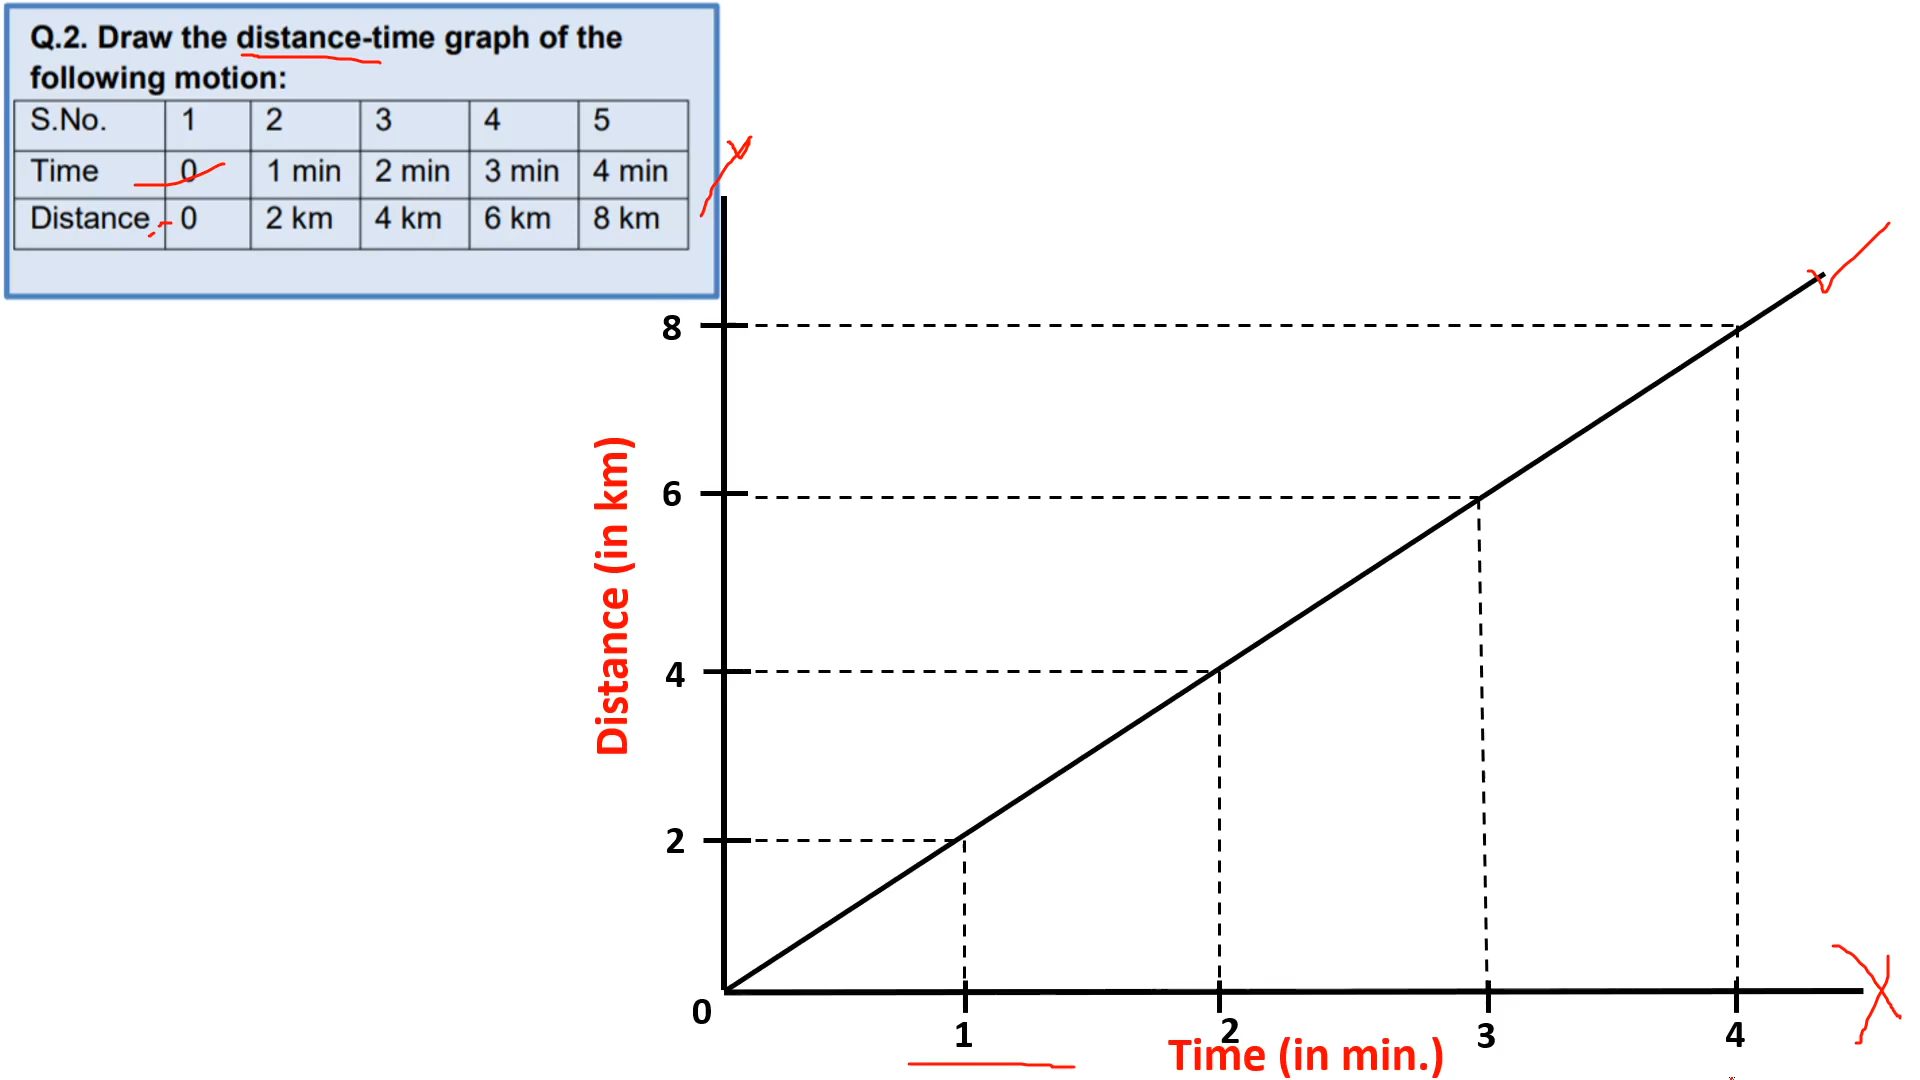 Q.2. Draw the distance-time graph of the
following motion:
S.No. 1 2 3 4 5
Time 0 1 min 2 min 3 min 4 min
Distance 0 2 km 4 km 6 km 8 km
8
6
4
2
0
Distance (in km)
1 2 3 4
Time (in min.)
X